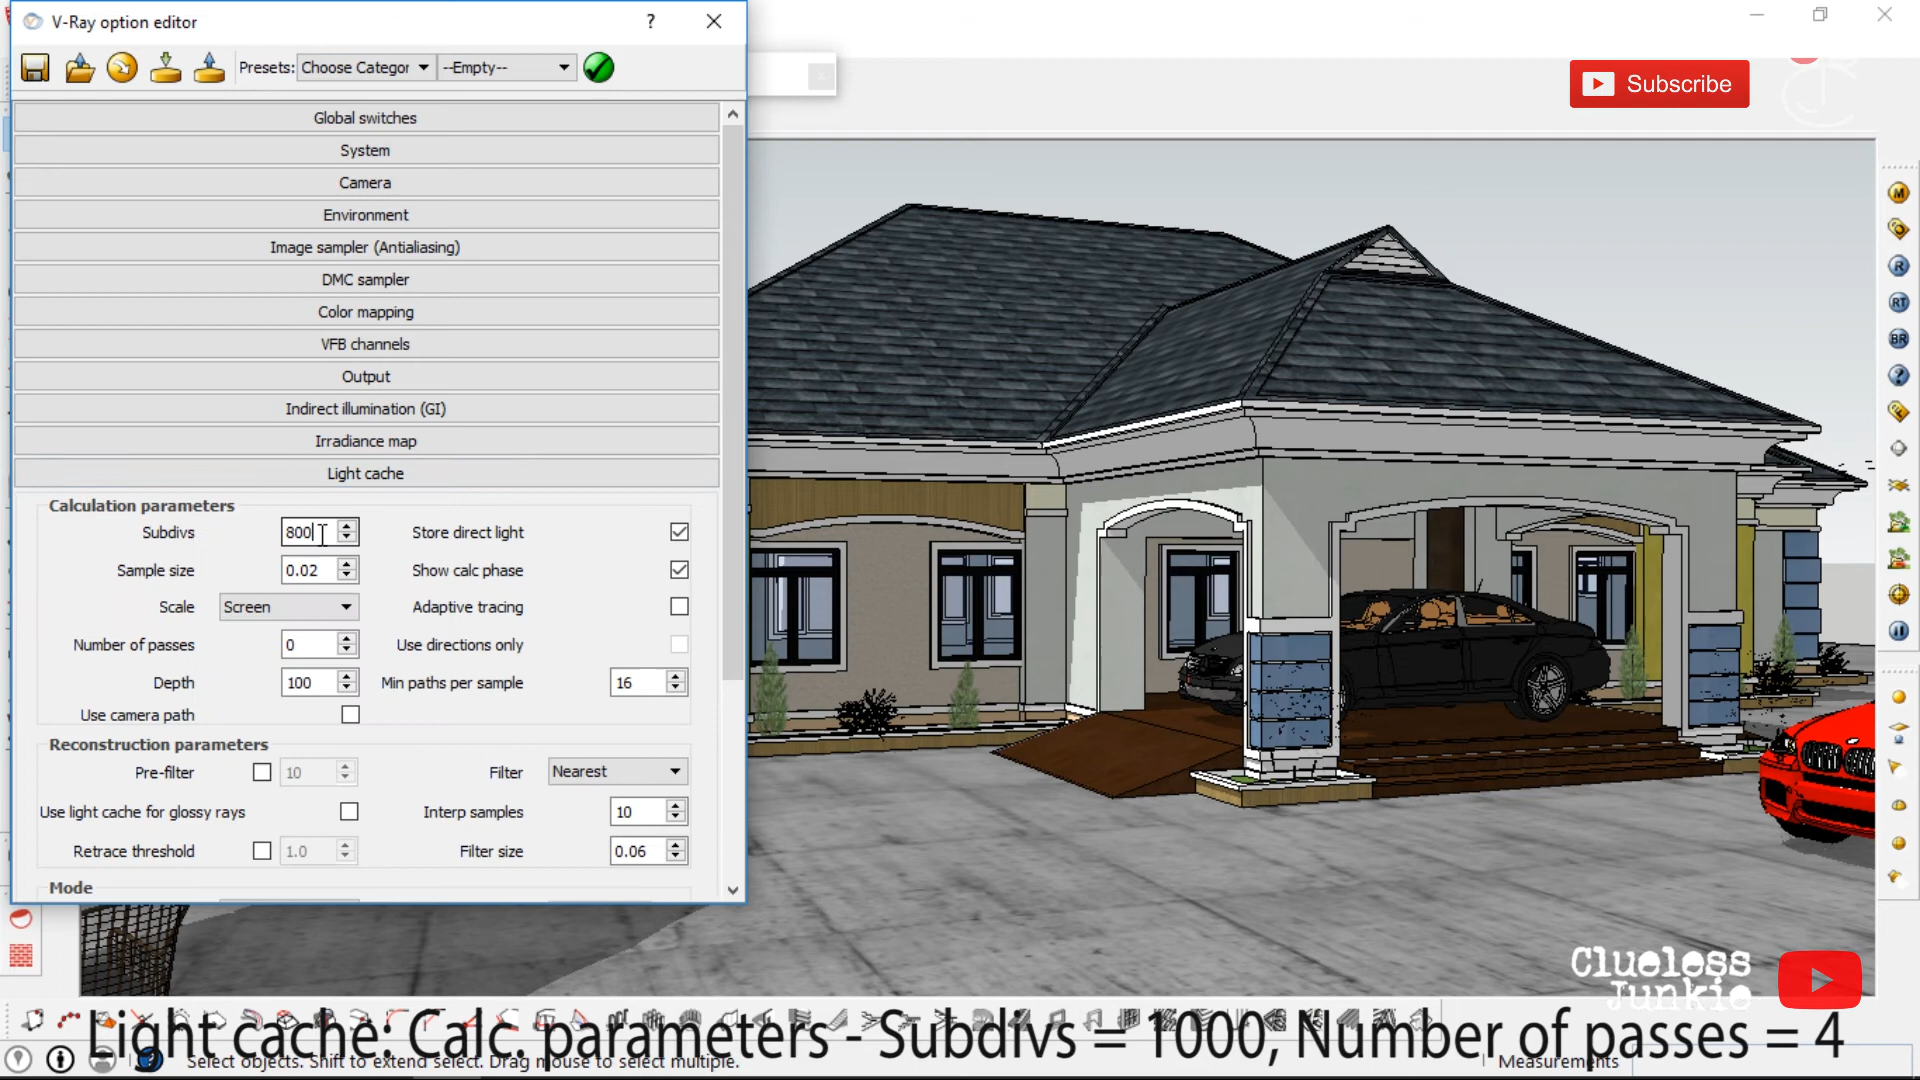 V-Ray option editor
?
Presets: Choose Categor --Empty--
Subscribe
Global switches
System
Camera
Environment
Image sampler (Antialiasing)
DMC sampler
Color mapping
VFB channels
Output
Indirect illumination (GI)
Irradiance map
Light cache
Calculation parameters
Subdivs 800 Store direct light
Sample size 0.02 Show calc phase
Scale Screen Adaptive tracing
Number of passes 0 Use directions only
Depth 100 Min paths per sample 16
Use camera path
Reconstruction parameters
Pre-filter 10 Filter Nearest
Use light cache for glossy rays Interp samples 10
Retrace threshold 1.0 Filter size 0.06
Mode
M
R
RT
BR
Clueless
Junkie
Light cache: Calc. parameters - Subdivs = 1000, Number of passes = 4
Select objects. Shift to extend select. Drag mouse to select multiple.
Measurements